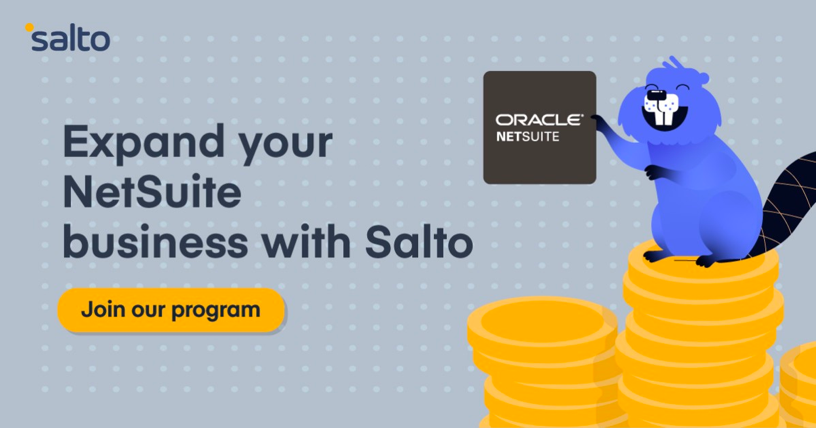 salto
Expand your
NetSuite
business with Salto
Join our program
ORACLE®
NETSUITE